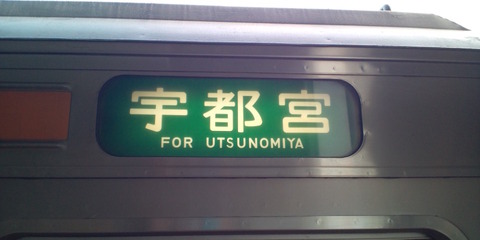 宇都宮
FOR UTSUNOMIYA